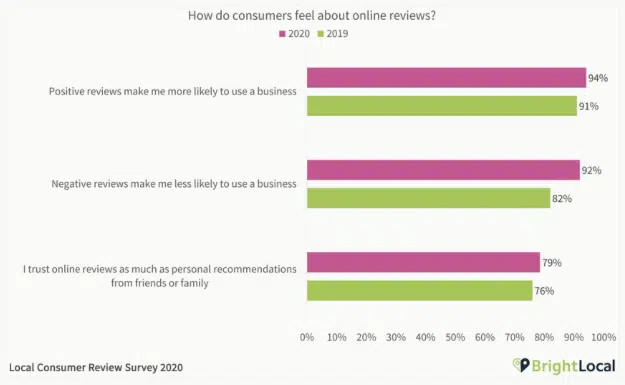 How do consumers feel about online reviews?
2020 2019
Positive reviews make me more likely to use a business
94%
91%
Negative reviews make me less likely to use a business
92%
82%
I trust online reviews as much as personal recommendations
from friends or family
79%
76%
0% 10% 20% 30% 40% 50% 60% 70% 80% 90% 100%
Local Consumer Review Survey 2020
BrightLocal